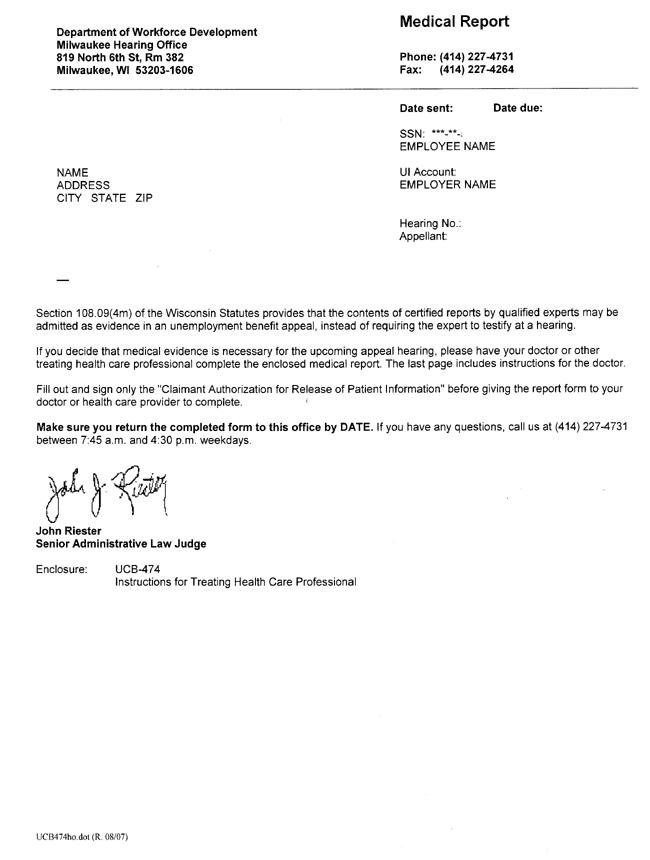 Department of Workforce Development
Milwaukee Hearing Office
819 North 6th St, Rm 382
Milwaukee, WI 53203-1606
Medical Report
Phone: (414) 227-4731
Fax: (414) 227-4264
Date sent: Date due:
SSN: ***-**-:
EMPLOYEE NAME
NAME
ADDRESS
CITY STATE ZIP
UI Account:
EMPLOYER NAME
Hearing No.:
Appellant:
Section 108.09(4m) of the Wisconsin Statutes provides that the contents of certified reports by qualified experts may be
admitted as evidence in an unemployment benefit appeal, instead of requiring the expert to testify at a hearing.
If you decide that medical evidence is necessary for the upcoming appeal hearing, please have your doctor or other
treating health care professional complete the enclosed medical report. The last page includes instructions for the doctor.
Fill out and sign only the "Claimant Authorization for Release of Patient Information" before giving the report form to your
doctor or health care provider to complete.
Make sure you return the completed form to this office by DATE. If you have any questions, call us at (414) 227-4731
between 7:45 a.m. and 4:30 p.m. weekdays.
John J. Riester
John Riester
Senior Administrative Law Judge
Enclosure: UCB-474
Instructions for Treating Health Care Professional
UCB474ho.dot (R. 08/07)